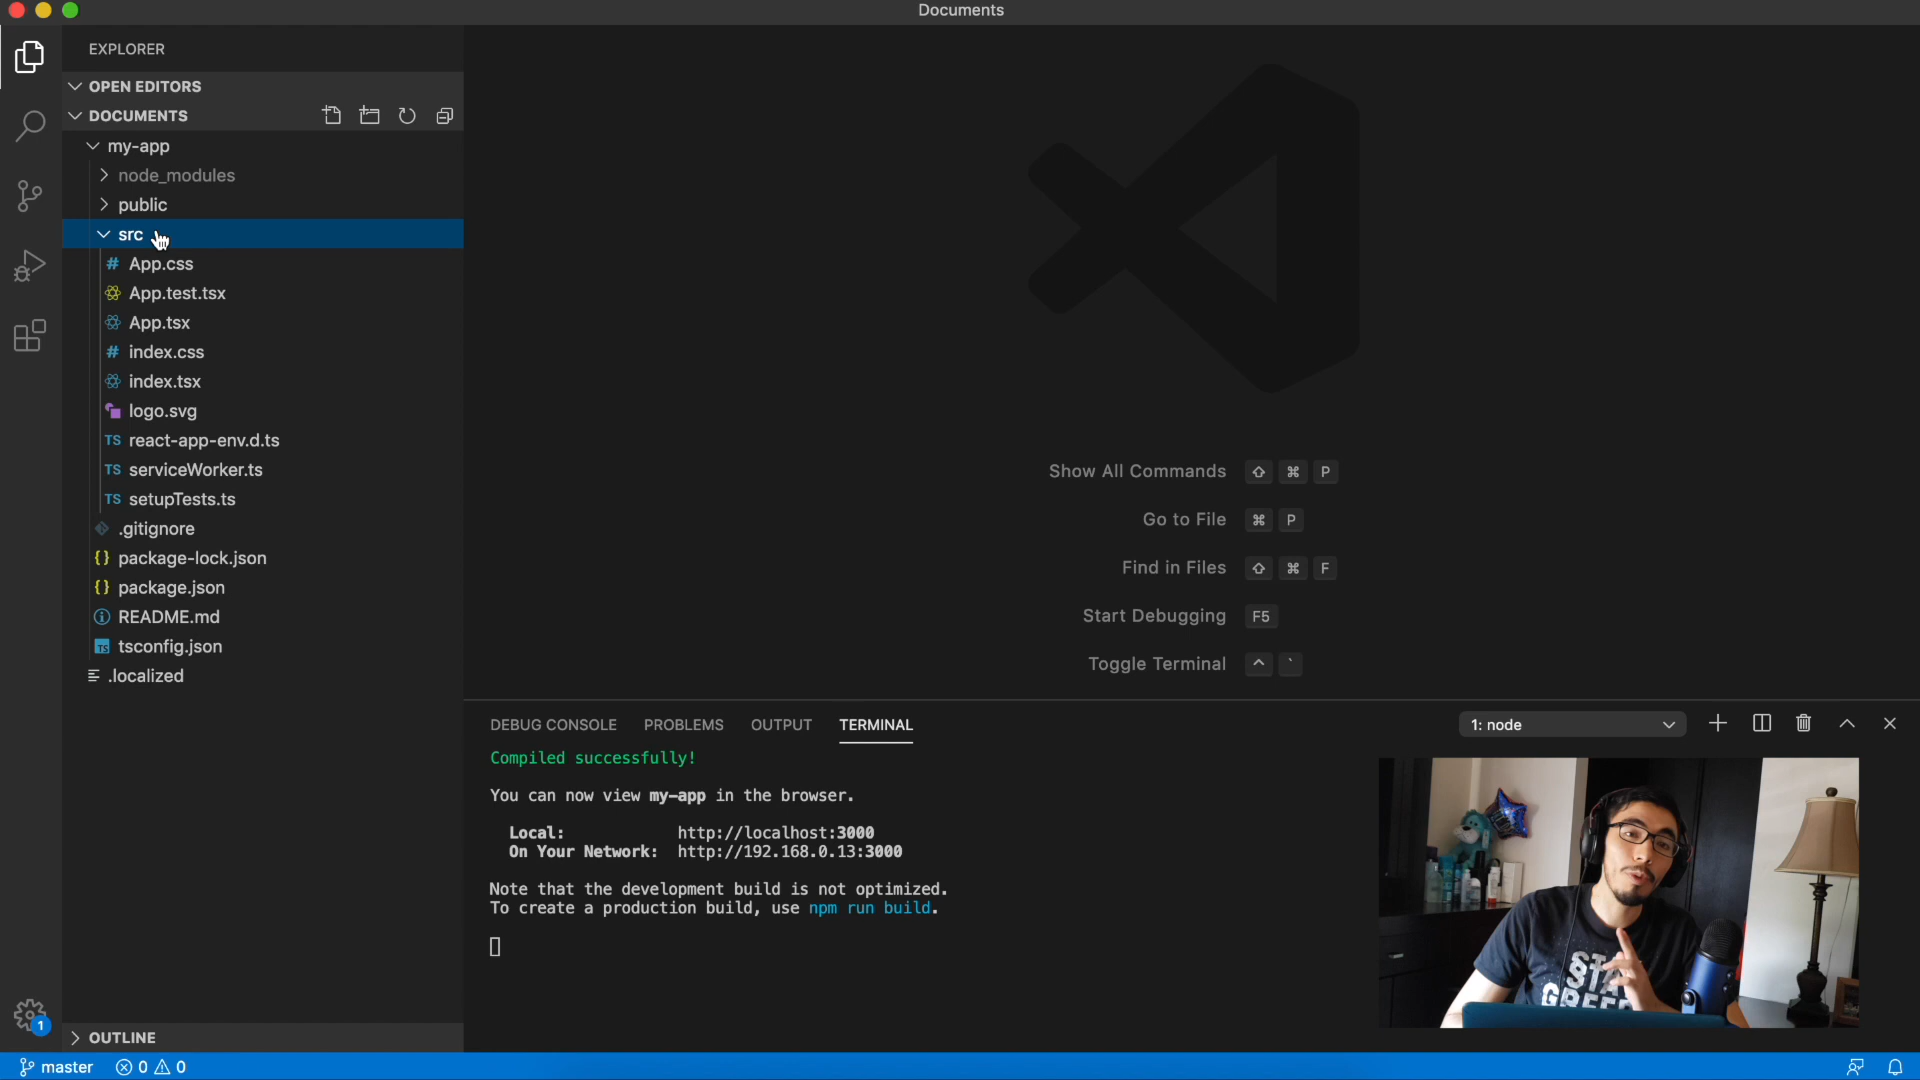 Documents
EXPLORER
OPEN EDITORS
DOCUMENTS
my-app
node_modules
public
src
# App.css
App.test.tsx
App.tsx
# index.css
index.tsx
logo.svg
TS react-app-env.d.ts
TS serviceWorker.ts
TS setupTests.ts
.gitignore
{} package-lock.json
{} package.json
README.md
TS tsconfig.json
.localized
OUTLINE
1
Show All Commands ⇧ ⌘ P
Go to File ⌘ P
Find in Files ⇧ ⌘ F
Start Debugging F5
Toggle Terminal ^ `
DEBUG CONSOLE PROBLEMS OUTPUT TERMINAL 1: node
Compiled successfully!
You can now view my-app in the browser.
Local: http://localhost:3000
On Your Network: http://192.168.0.13:3000
Note that the development build is not optimized.
To create a production build, use npm run build.
master 0 0